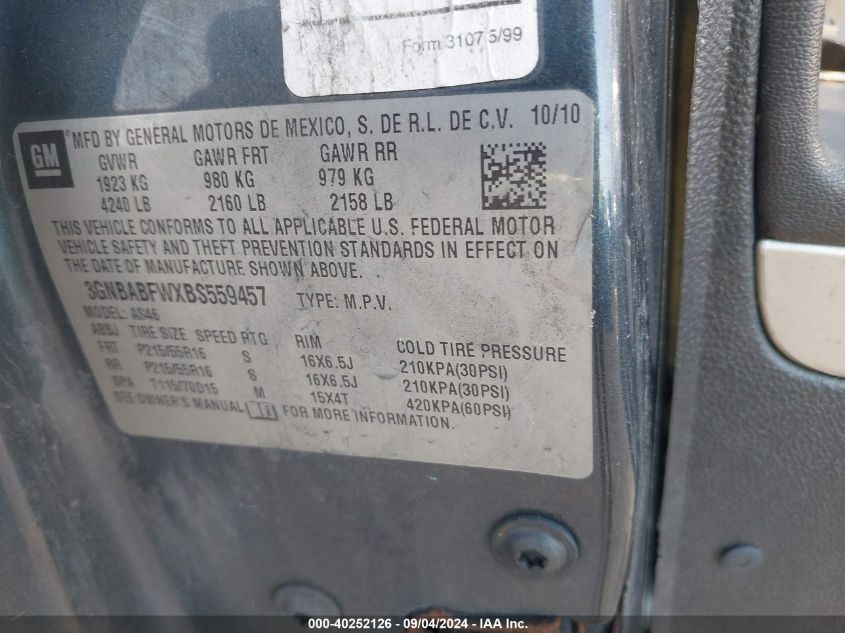 Form 3107 5/99
GM
MFD BY GENERAL MOTORS DE MEXICO, S. DE R.L. DE C.V. 10/10
GVWR GAWR FRT GAWR RR
1923 KG 980 KG 979 KG
4240 LB 2160 LB 2158 LB
THIS VEHICLE CONFORMS TO ALL APPLICABLE U.S. FEDERAL MOTOR
VEHICLE SAFETY AND THEFT PREVENTION STANDARDS IN EFFECT ON
THE DATE OF MANUFACTURE SHOWN ABOVE.
3GNBABFWXBS559457 TYPE: M.P.V.
MODEL: AS46
ABBJ TIRE SIZE SPEED RTG RIM COLD TIRE PRESSURE
FRT P215/55R16 S 16X6.5J 210KPA(30PSI)
RR P215/55R16 S 16X6.5J 210KPA(30PSI)
SPA T115/70D15 M 15X4T 420KPA(60PSI)
SEE OWNER'S MANUAL FOR MORE INFORMATION.
000-40252126 - 09/04/2024 - www.iaai.com